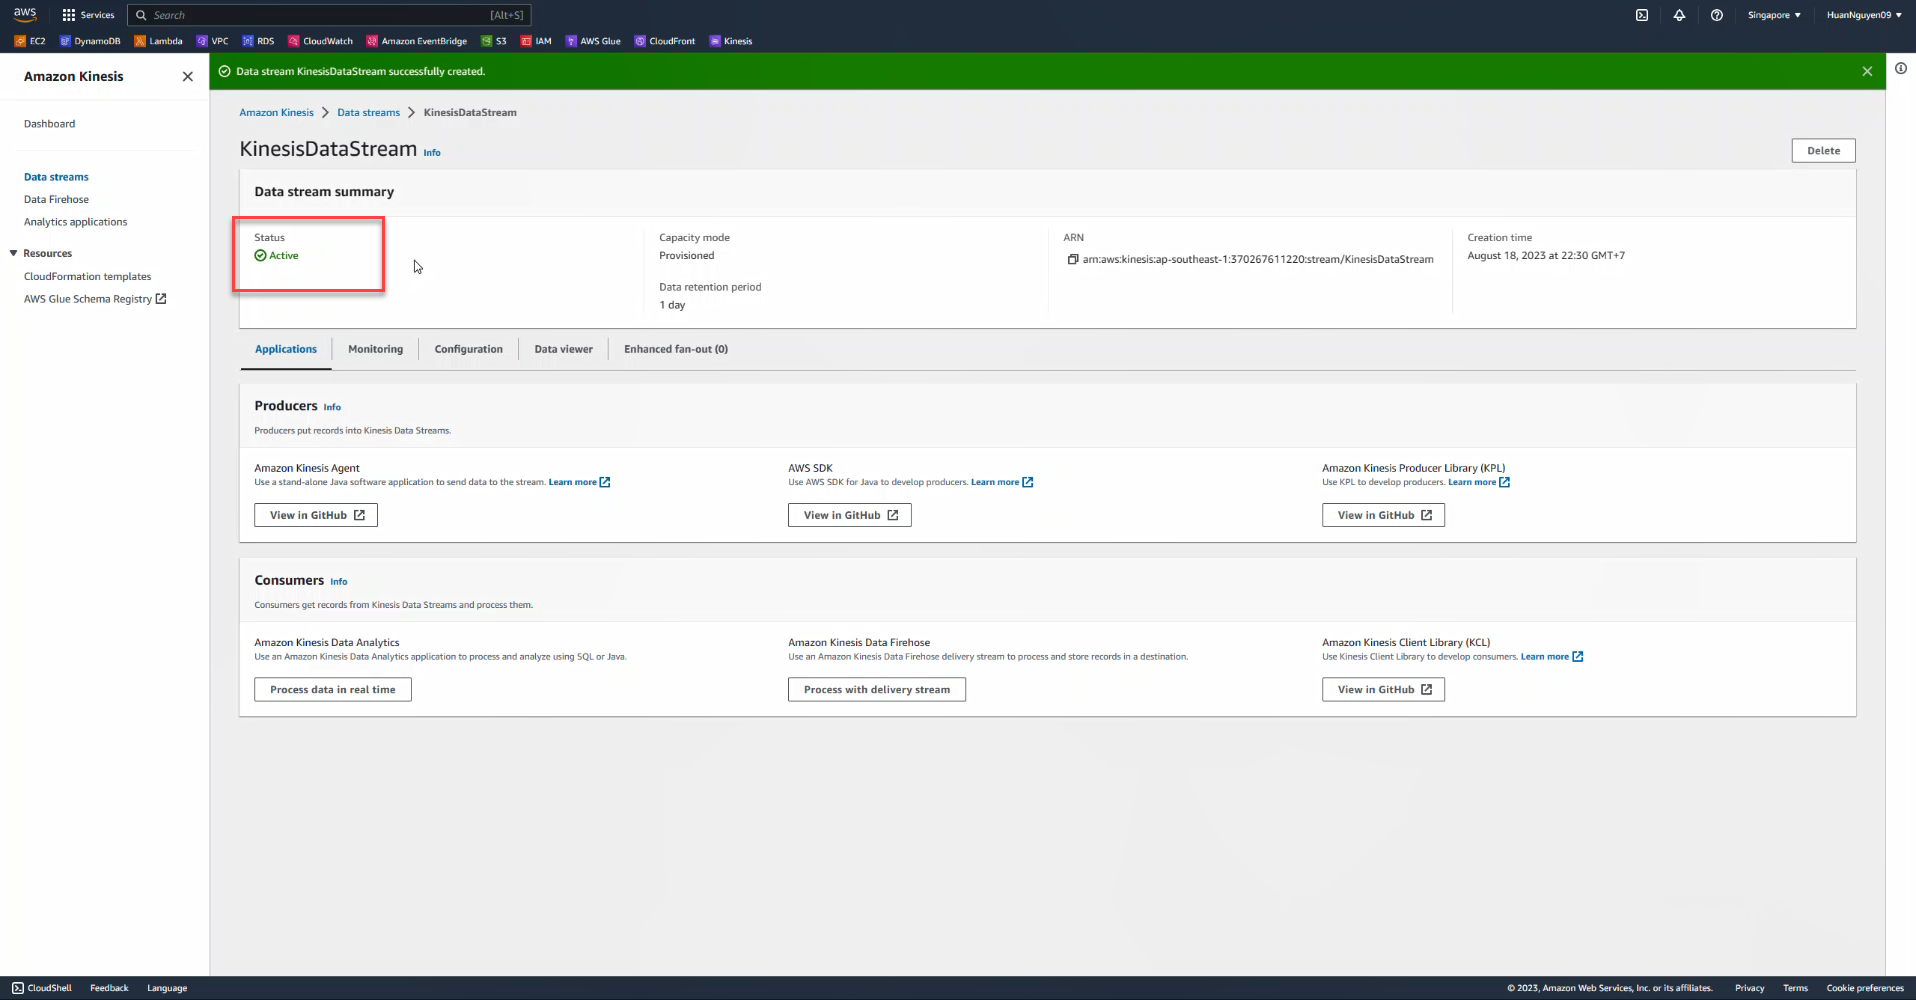 aws
Services
Search
[Alt+S]
Singapore
HuanNguyen09
EC2
DynamoDB
Lambda
VPC
RDS
CloudWatch
Amazon EventBridge
S3
IAM
AWS Glue
CloudFront
Kinesis
Amazon Kinesis
Dashboard
Data streams
Data Firehose
Analytics applications
Resources
CloudFormation templates
AWS Glue Schema Registry
Data stream KinesisDataStream successfully created.
Amazon Kinesis
Data streams
KinesisDataStream
KinesisDataStream Info
Delete
Data stream summary
Status
Active
Capacity mode
Provisioned
Data retention period
1 day
ARN
arn:aws:kinesis:ap-southeast-1:370267611220:stream/KinesisDataStream
Creation time
August 18, 2023 at 22:30 GMT+7
Applications
Monitoring
Configuration
Data viewer
Enhanced fan-out (0)
Producers Info
Producers put records into Kinesis Data Streams.
Amazon Kinesis Agent
Use a stand-alone Java software application to send data to the stream. Learn more
View in GitHub
AWS SDK
Use AWS SDK for Java to develop producers. Learn more
View in GitHub
Amazon Kinesis Producer Library (KPL)
Use KPL to develop producers. Learn more
View in GitHub
Consumers Info
Consumers get records from Kinesis Data Streams and process them.
Amazon Kinesis Data Analytics
Use an Amazon Kinesis Data Analytics application to process and analyze using SQL or Java.
Process data in real time
Amazon Kinesis Data Firehose
Use an Amazon Kinesis Data Firehose delivery stream to process and store records in a destination.
Process with delivery stream
Amazon Kinesis Client Library (KCL)
Use Kinesis Client Library to develop consumers. Learn more
View in GitHub
CloudShell
Feedback
Language
© 2023, Amazon Web Services, Inc. or its affiliates.
Privacy
Terms
Cookie preferences